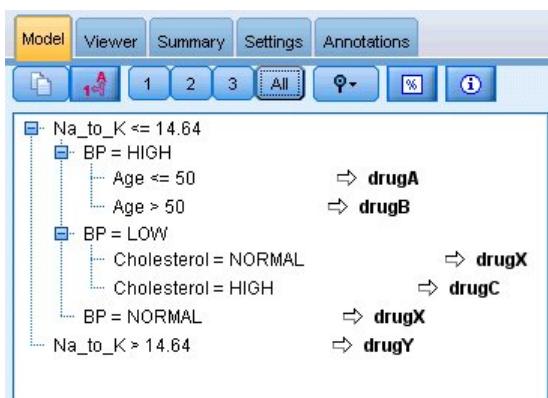 Model Viewer Summary Settings Annotations
1 2 3 All %
Na_to_K <= 14.64
BP = HIGH
Age <= 50 ⇨ drugA
Age > 50 ⇨ drugB
BP = LOW
Cholesterol = NORMAL ⇨ drugX
Cholesterol = HIGH ⇨ drugC
BP = NORMAL ⇨ drugX
Na_to_K > 14.64 ⇨ drugY